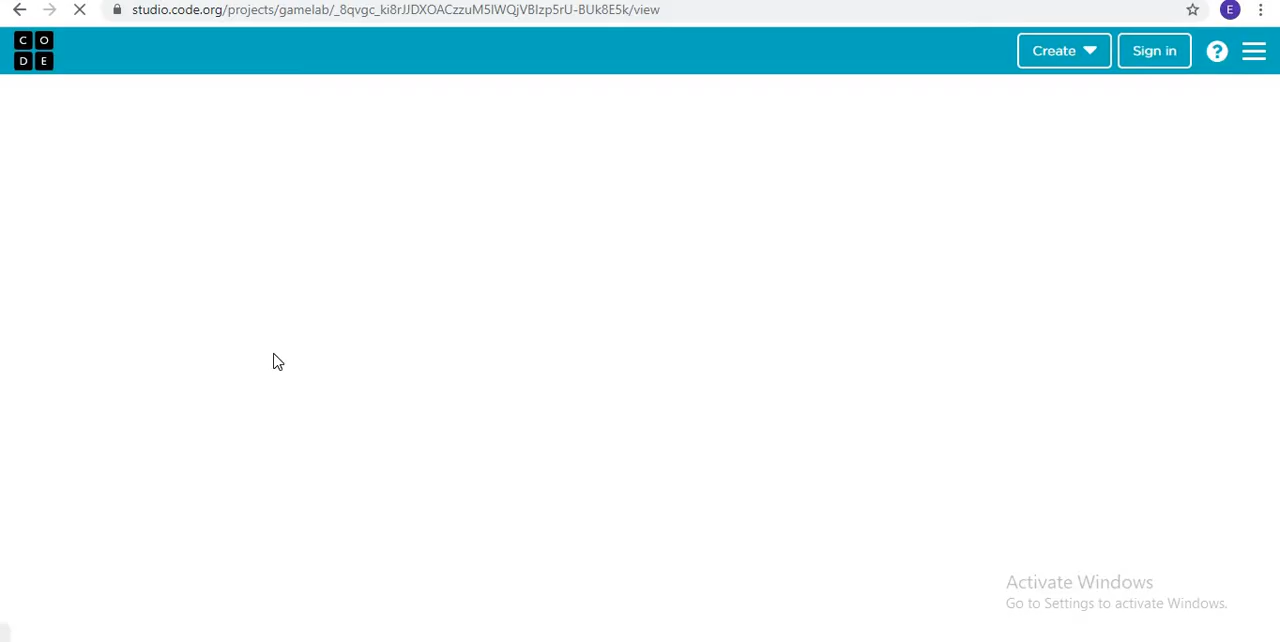 studio.code.org/projects/gamelab/_8qvgc_ki8rJJDXOACzzuM5IWQjVBIzp5rU-BUk8E5k/view
E
C O
D E
Create Sign in ?
Activate Windows
Go to Settings to activate Windows.